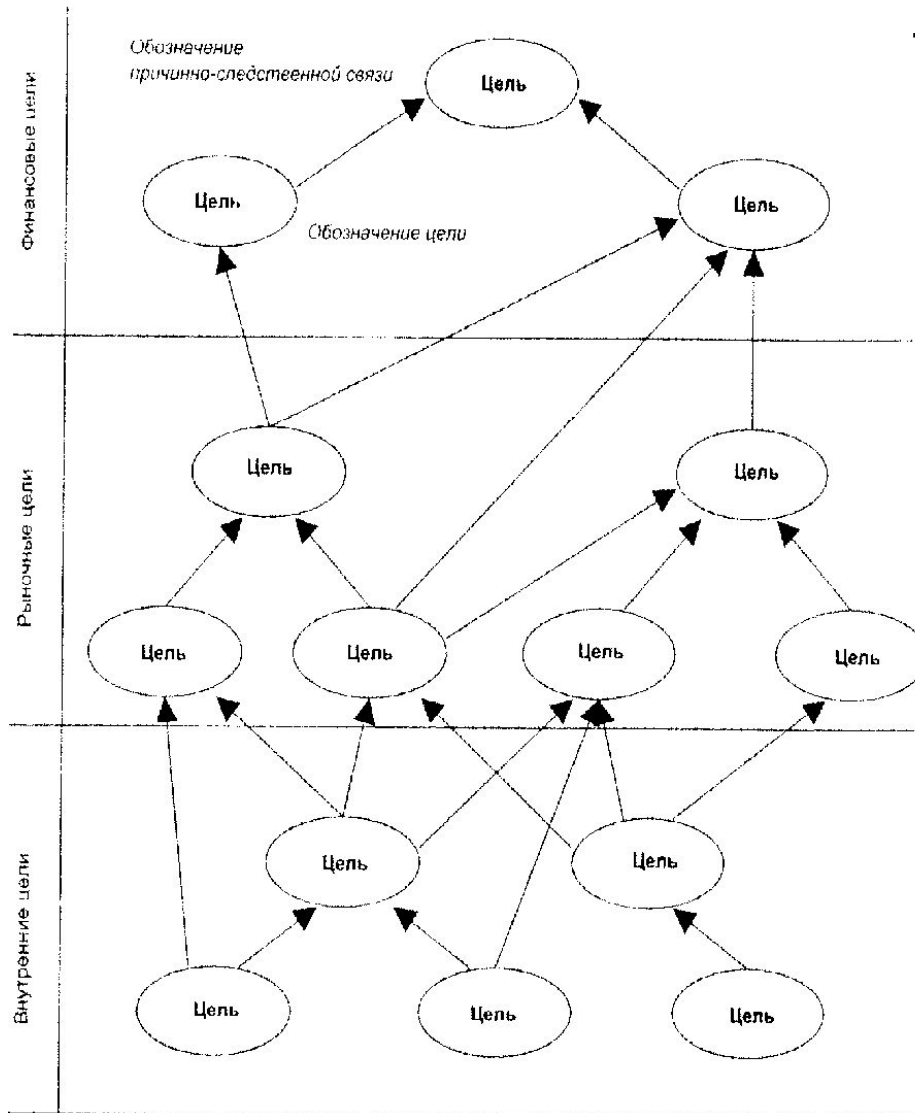 Обозначение
причинно-следственной связи
Цель
Цель
Цель
Обозначение цели
Финансовые цели
Цель
Цель
Рыночные цели
Цель
Цель
Цель
Цель
Цель
Цель
Внутренние цели
Цель
Цель
Цель